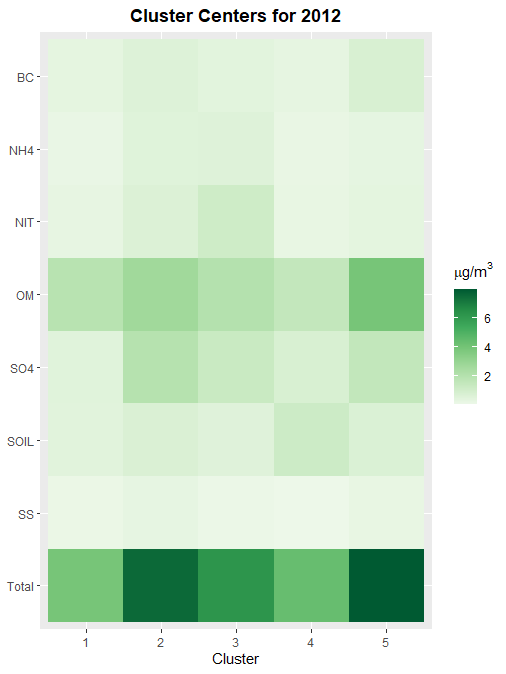 Cluster Centers for 2012
BC
NH4
NIT
OM
SO4
SOIL
SS
Total
1 2 3 4 5
Cluster
μg/m³
6
4
2